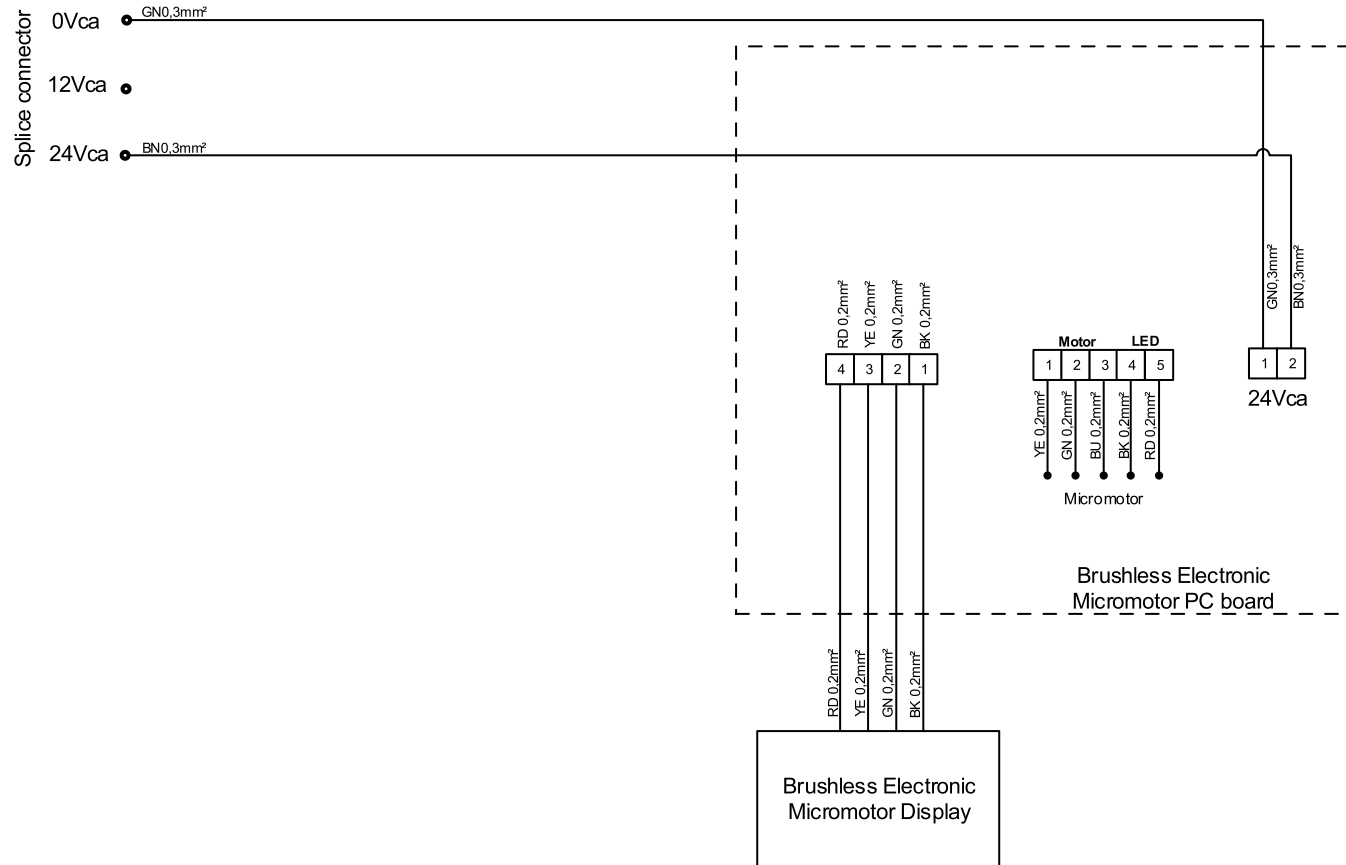 Splice connector
0Vca
GN0,3mm²
12Vca
24Vca
BN0,3mm²
GN0,3mm²
BN0,3mm²
RD 0,2mm²
YE 0,2mm²
GN 0,2mm²
BK 0,2mm²
4 3 2 1
Motor LED
1 2 3 4 5
1 2
24Vca
YE 0,2mm²
GN 0,2mm²
BU 0,2mm²
BK 0,2mm²
RD 0,2mm²
Micromotor
Brushless Electronic
Micromotor PC board
RD 0,2mm²
YE 0,2mm²
GN 0,2mm²
BK 0,2mm²
Brushless Electronic
Micromotor Display